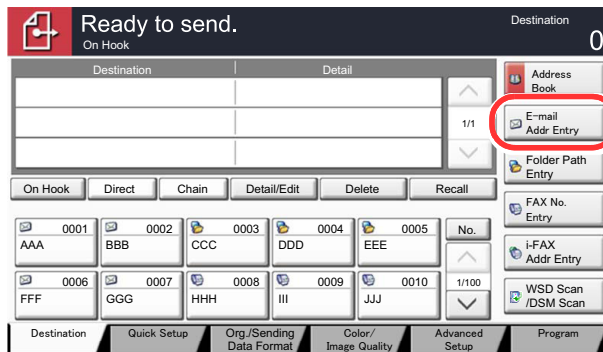 Ready to send.
On Hook
Destination
0
Destination Detail
1/1
Address
Book
E-mail
Addr Entry
Folder Path
Entry
FAX No.
Entry
i-FAX
Addr Entry
WSD Scan
/DSM Scan
On Hook Direct Chain Detail/Edit Delete Recall
0001 0002 0003 0004 0005 No.
AAA BBB CCC DDD EEE
0006 0007 0008 0009 0010 1/100
FFF GGG HHH III JJJ
Destination Quick Setup Org./Sending
Data Format Color/
Image Quality Advanced
Setup Program